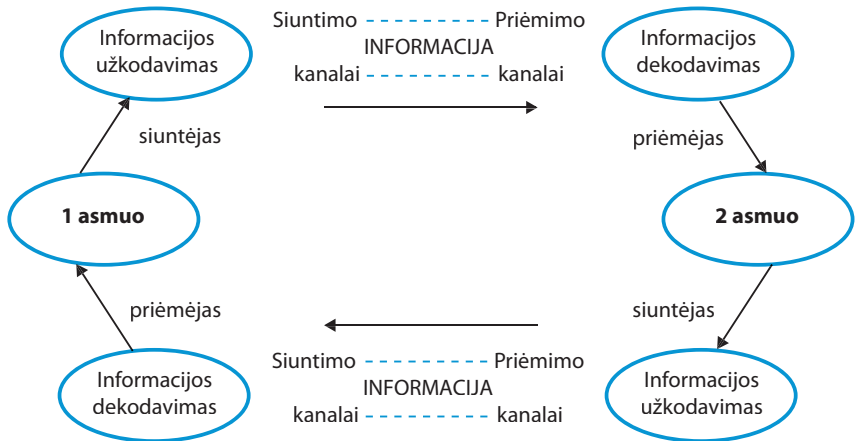 Informacijos
užkodavimas
Siuntimo - - - - - - - - - Priėmimo
INFORMACIJA
kanalai - - - - - - - - - kanalai
Informacijos
dekodavimas
siuntėjas
priėmėjas
1 asmuo
2 asmuo
priėmėjas
siuntėjas
Informacijos
dekodavimas
Siuntimo - - - - - - - - - Priėmimo
INFORMACIJA
kanalai - - - - - - - - - kanalai
Informacijos
užkodavimas